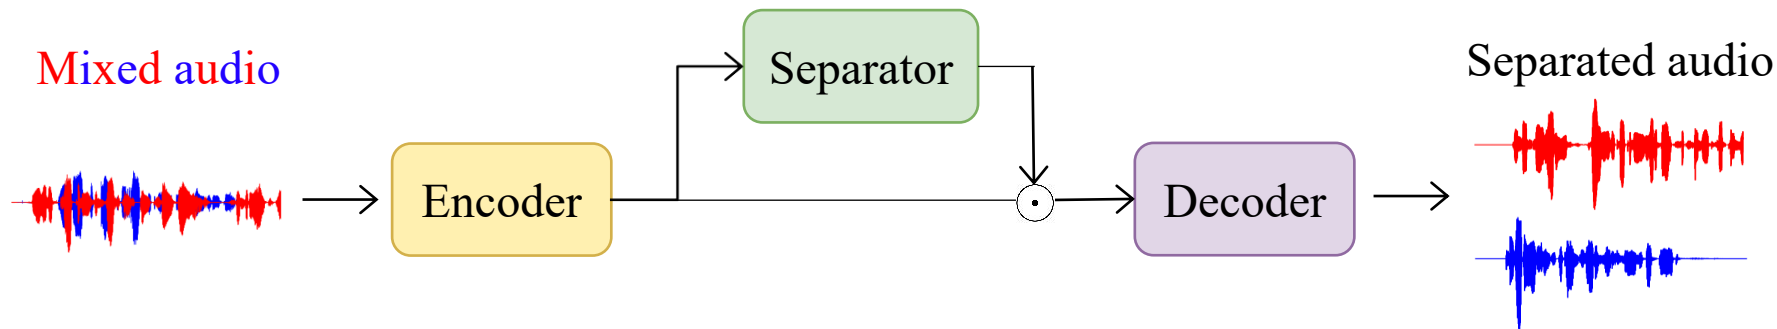 Mixed audio
Encoder
Separator
Decoder
Separated audio